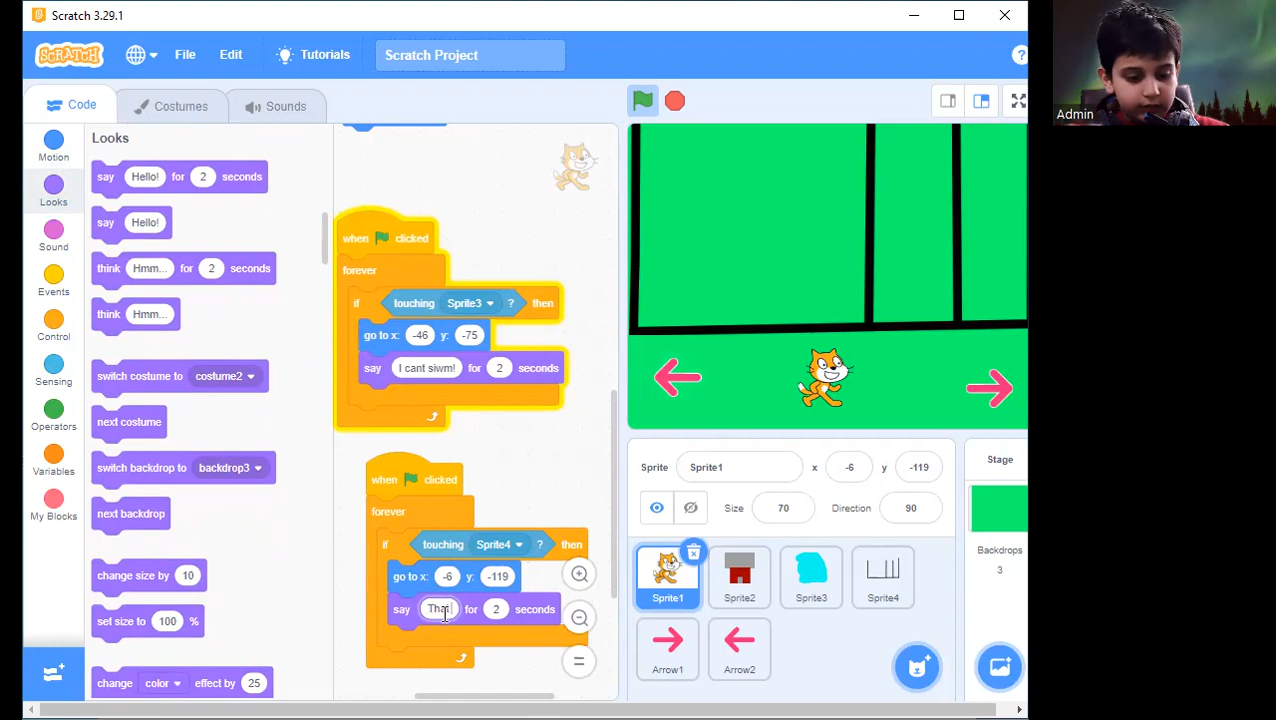 Scratch 3.29.1
SCRATCH File Edit Tutorials Scratch Project ?
Code Costumes Sounds
Admin
Motion
Looks
Sound
Events
Control
Sensing
Operators
Variables
My Blocks
Looks
say Hello! for 2 seconds
say Hello!
think Hmm... for 2 seconds
think Hmm...
switch costume to costume2
next costume
switch backdrop to backdrop3
next backdrop
change size by 10
set size to 100 %
change color effect by 25
when clicked
forever
if touching Sprite3 ? then
go to x: -46 y: -75
say I cant siwm! for 2 seconds
when clicked
forever
if touching Sprite4 ? then
go to x: -6 y: -119
say That for 2 seconds
Sprite Sprite1 x -6 y -119
Size 70 Direction 90
Sprite1 Sprite2 Sprite3 Sprite4
Arrow1 Arrow2
Stage
Backdrops
3